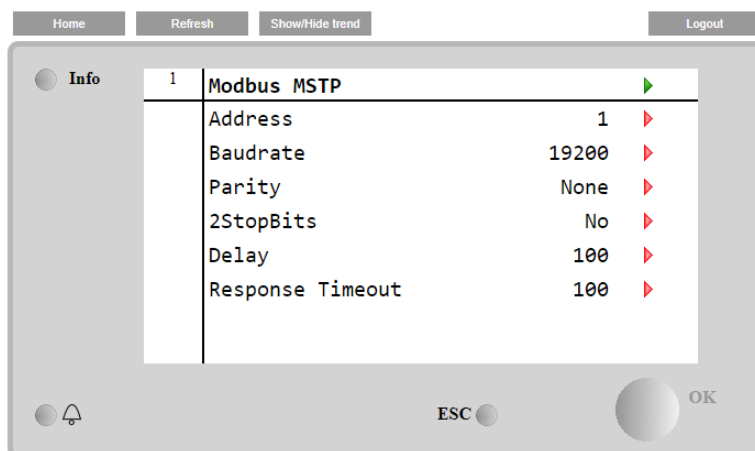 Home Refresh Show/Hide trend Logout
Info
1 Modbus MSTP
Address 1
Baudrate 19200
Parity None
2StopBits No
Delay 100
Response Timeout 100
ESC OK